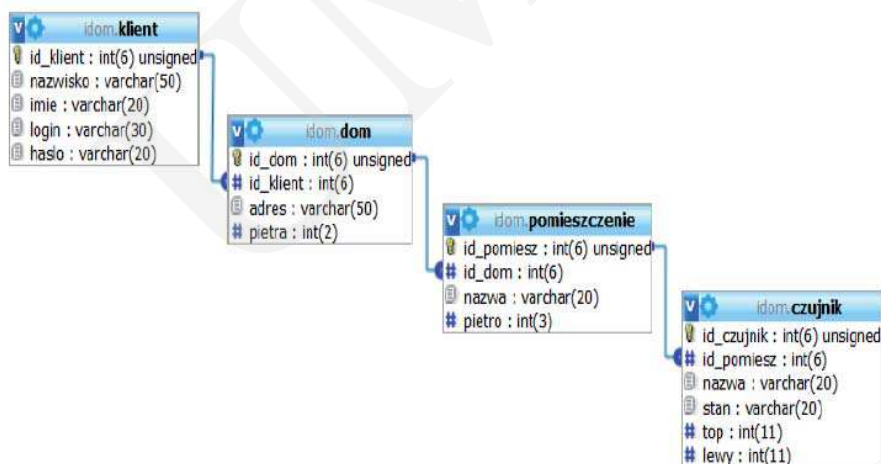 idom.klient
id_klient : int(6) unsigned
nazwisko : varchar(50)
imie : varchar(20)
login : varchar(30)
haslo : varchar(20)
idom.dom
id_dom : int(6) unsigned
# id_klient : int(6)
adres : varchar(50)
# pietra : int(2)
idom.pomieszczenie
id_pomiesz : int(6) unsigned
# id_dom : int(6)
nazwa : varchar(20)
# pietro : int(3)
idom.czujnik
id_czujnik : int(6) unsigned
# id_pomiesz : int(6)
nazwa : varchar(20)
stan : varchar(20)
# top : int(11)
# lewy : int(11)